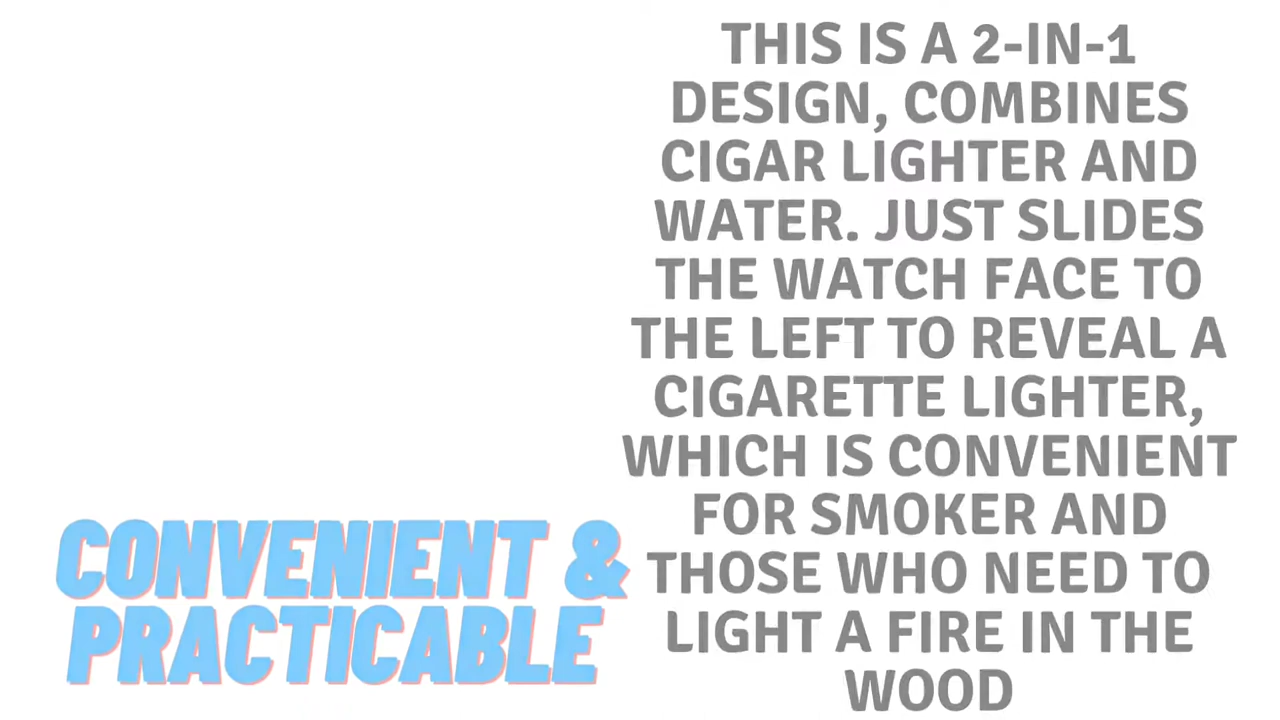 THIS IS A 2-IN-1
DESIGN, COMBINES
CIGAR LIGHTER AND
WATER. JUST SLIDES
THE WATCH FACE TO
THE LEFT TO REVEAL A
CIGARETTE LIGHTER,
WHICH IS CONVENIENT
FOR SMOKER AND
THOSE WHO NEED TO
LIGHT A FIRE IN THE
WOOD
CONVENIENT &
PRACTICABLE